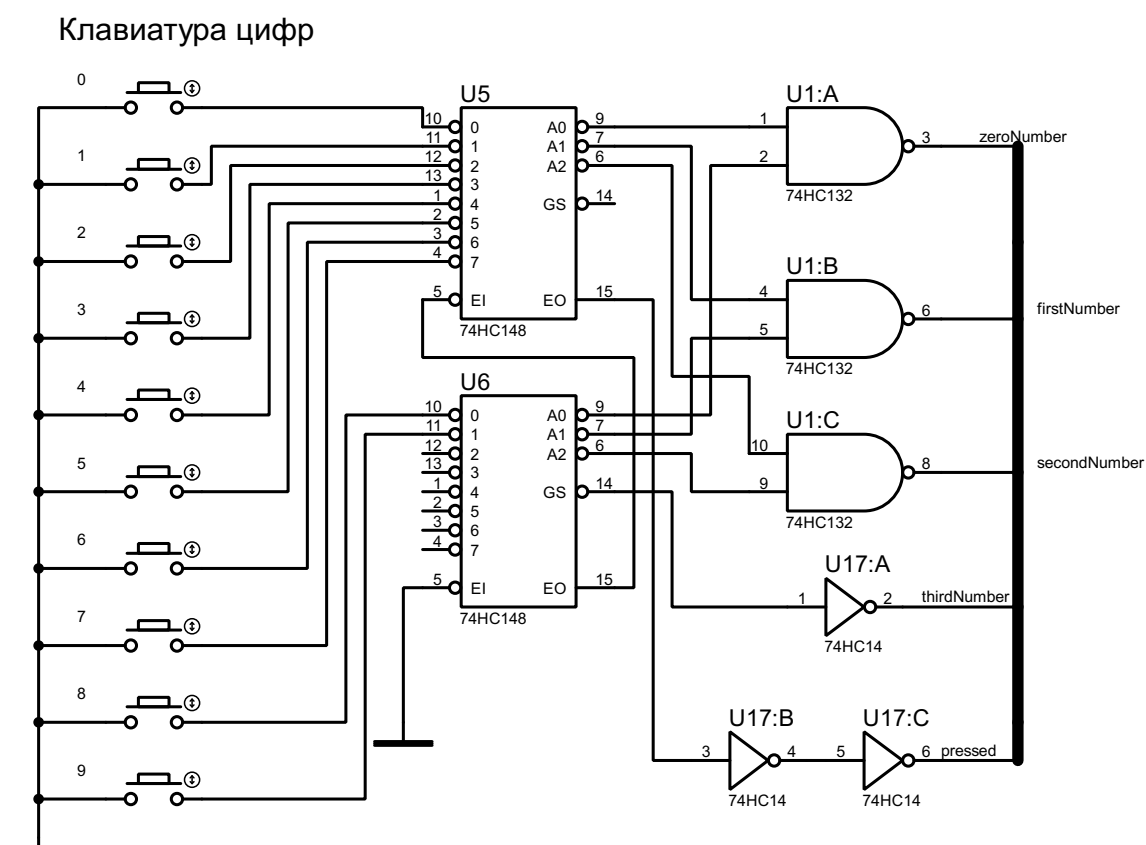 Клавиатура цифр
0
1
2
3
4
5
6
7
8
9
U5
10 0
11 1
12 2
13 3
1 4
2 5
3 6
4 7
5 EI
A0 9
A1 7
A2 6
GS 14
EO 15
74HC148
U6
10 0
11 1
12 2
13 3
1 4
2 5
3 6
4 7
5 EI
A0 9
A1 7
A2 6
GS 14
EO 15
74HC148
U1:A
1
2
3
74HC132
zeroNumber
U1:B
4
5
6
74HC132
firstNumber
U1:C
10
9
8
74HC132
secondNumber
U17:A
1
2
74HC14
thirdNumber
U17:B
3
4
74HC14
U17:C
5
6
74HC14
pressed